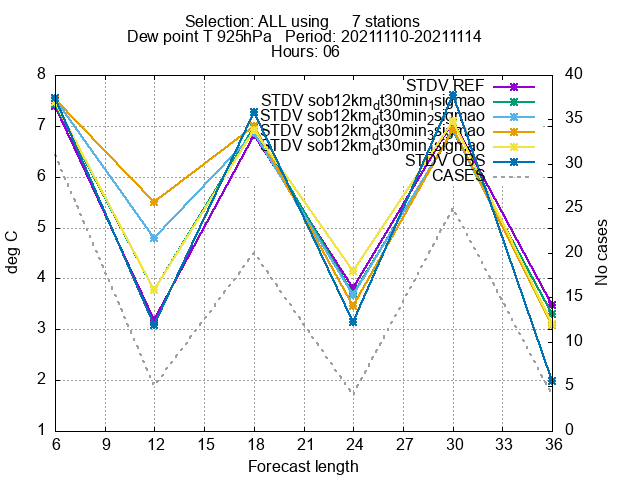 Selection: ALL using 7 stations
Dew point T 925hPa Period: 20211110-20211114
Hours: 06
STDV REF
STDV sob12km_dt30min_1sigmao
STDV sob12km_dt30min_2sigmao
STDV sob12km_dt30min_3sigmao
STDV sob12km_dt30min_3sigmao
STDV OBS
CASES
deg C
8
7
6
5
4
3
2
1
40
35
30
25
20
15
10
5
0
No cases
6 9 12 15 18 21 24 27 30 33 36
Forecast length